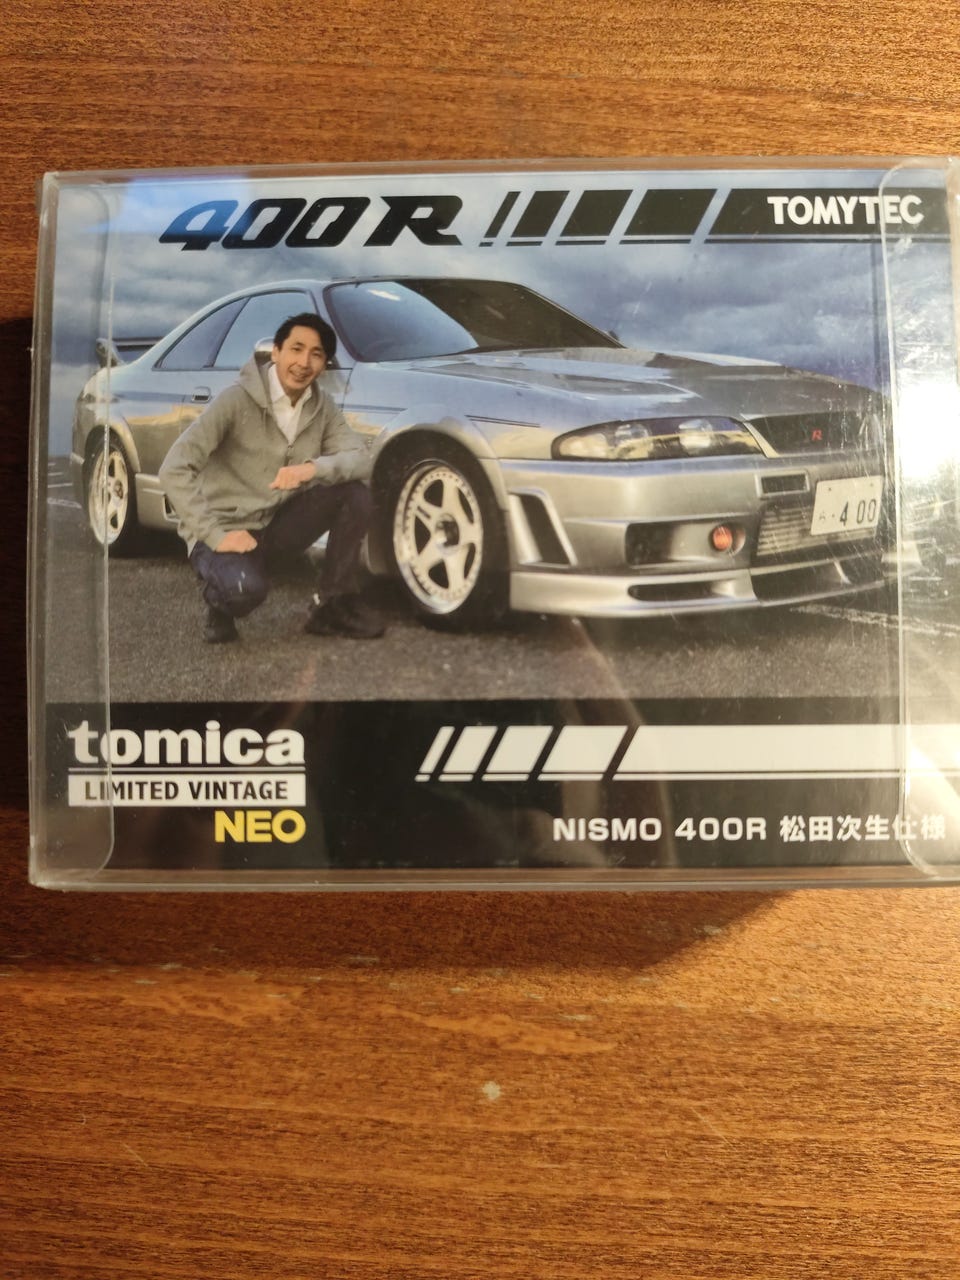 400R
TOMYTEC
R
400
tomica
LIMITED VINTAGE
NEO
NISMO 400R 松田次生仕様